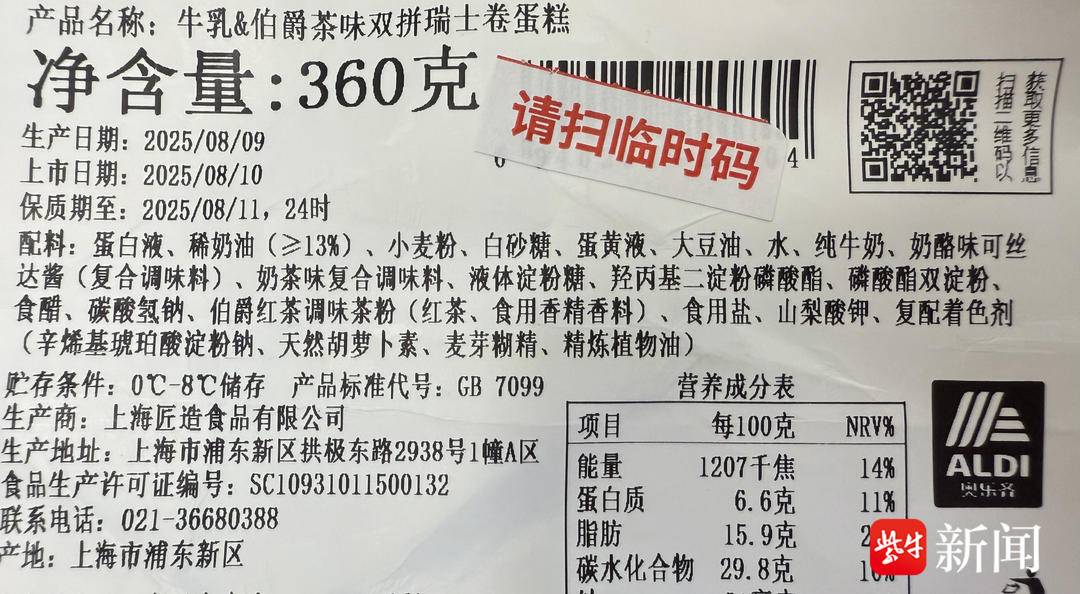 产品名称：牛乳&伯爵茶味双拼瑞士卷蛋糕
净含量:360克
请扫临时码
0
4
获取更多信息
扫描二维码以
生产日期：2025/08/09
上市日期：2025/08/10
保质期至：2025/08/11，24时
配料：蛋白液、稀奶油（≥13%）、小麦粉、白砂糖、蛋黄液、大豆油、水、纯牛奶、奶酪味可丝
达酱（复合调味料）、奶茶味复合调味料、液体淀粉糖、羟丙基二淀粉磷酸酯、磷酸酯双淀粉、
食醋、碳酸氢钠、伯爵红茶调味茶粉（红茶、食用香精香料）、食用盐、山梨酸钾、复配着色剂
（辛烯基琥珀酸淀粉钠、天然胡萝卜素、麦芽糊精、精炼植物油）
贮存条件：0℃-8℃储存 产品标准代号：GB 7099
生产商：上海匠造食品有限公司
生产地址：上海市浦东新区拱极东路2938号1幢A区
食品生产许可证编号：SC10931011500132
联系电话：021-36680388
产地：上海市浦东新区
营养成分表
项目 每100克 NRV%
能量 1207千焦 14%
蛋白质 6.6克 11%
脂肪 15.9克
碳水化合物 29.8克 10%
ALDI
奥乐齐
紫牛新闻